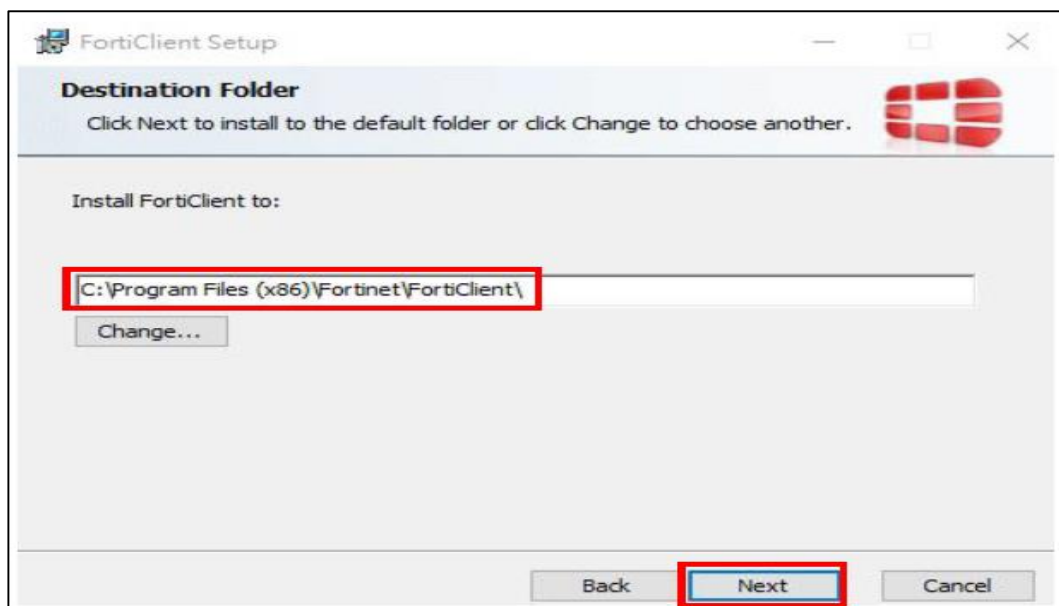 FortiClient Setup
Destination Folder
Click Next to install to the default folder or click Change to choose another.
Install FortiClient to:
C:\Program Files (x86)\Fortinet\FortiClient\
Change...
Back Next Cancel